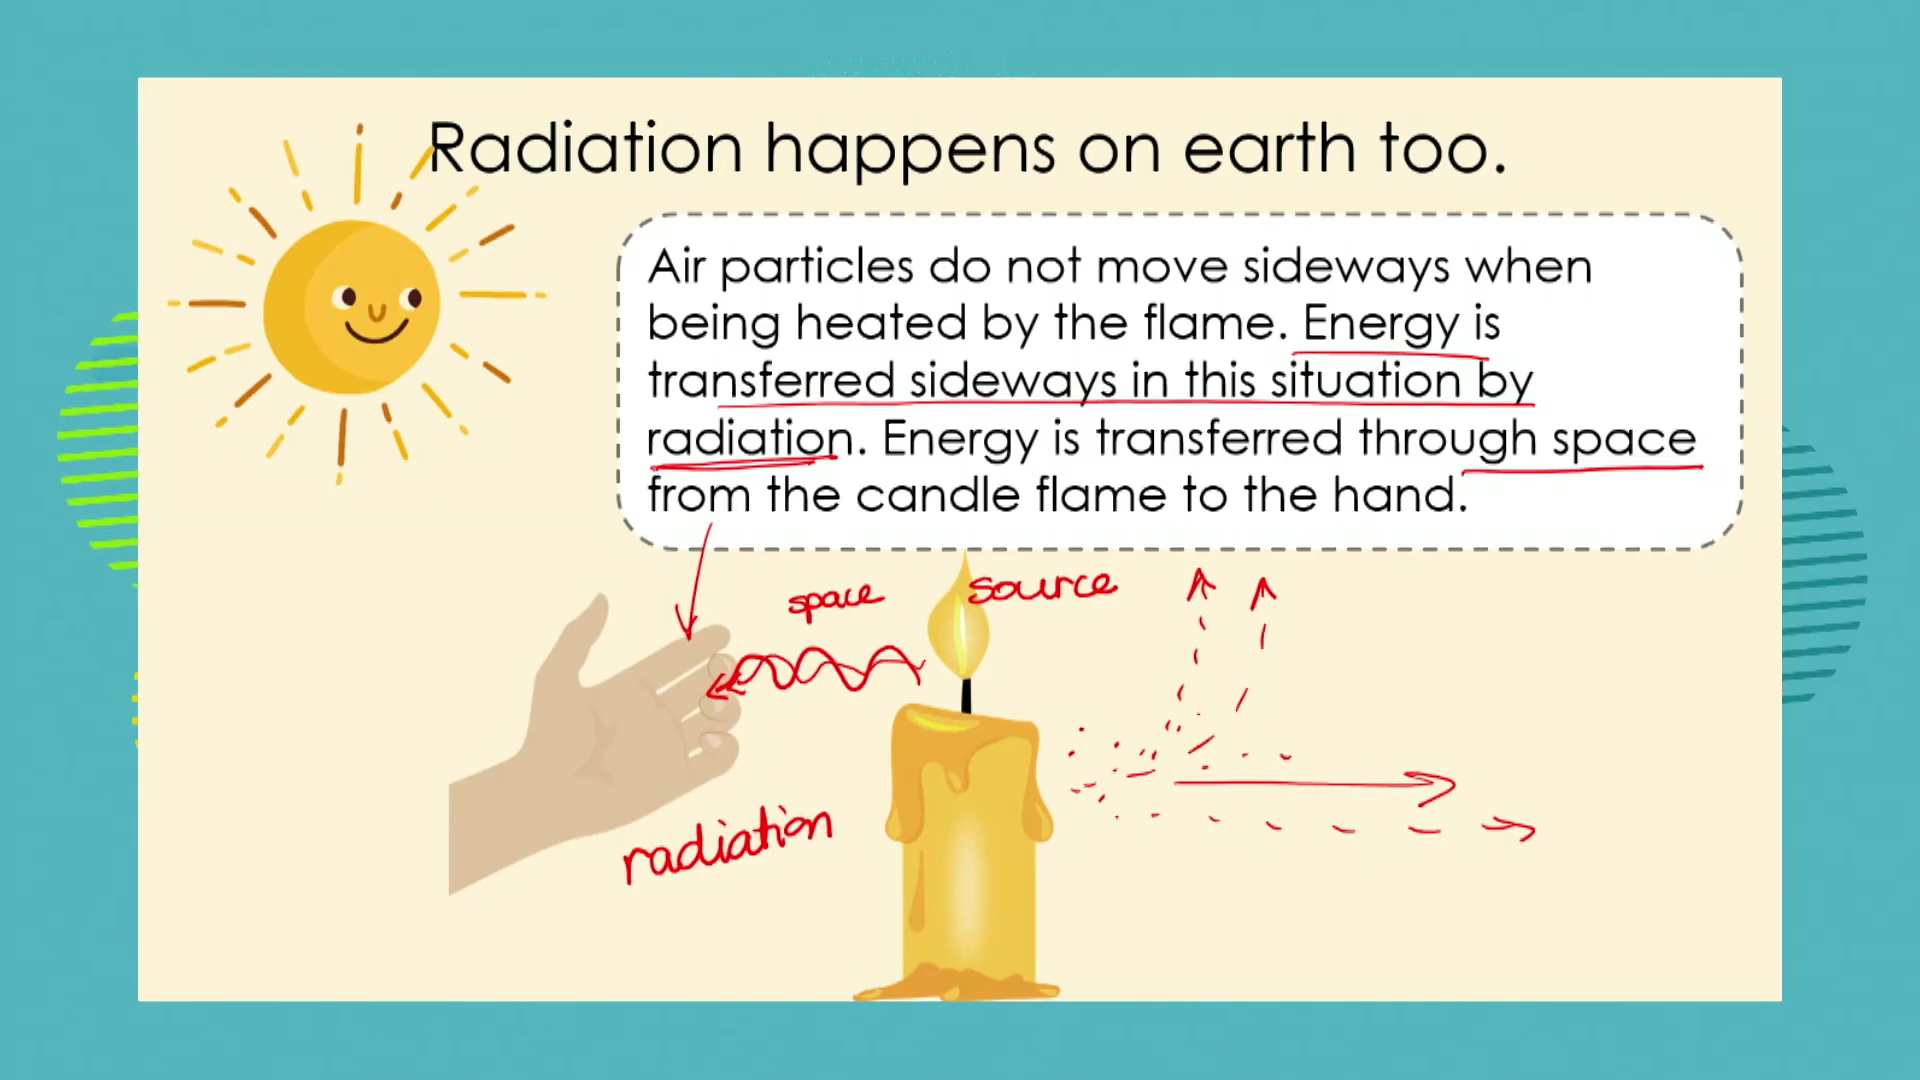 Radiation happens on earth too.
Air particles do not move sideways when
being heated by the flame. Energy is
transferred sideways in this situation by
radiation. Energy is transferred through space
from the candle flame to the hand.
space
source
radiation